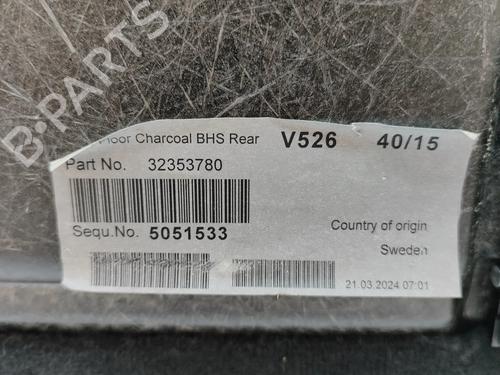 Floor Charcoal BHS Rear V526 40/15
Part No. 32353780
Sequ.No. 5051533
Country of origin
Sweden
21.03.2024 07:01
B-PARTS